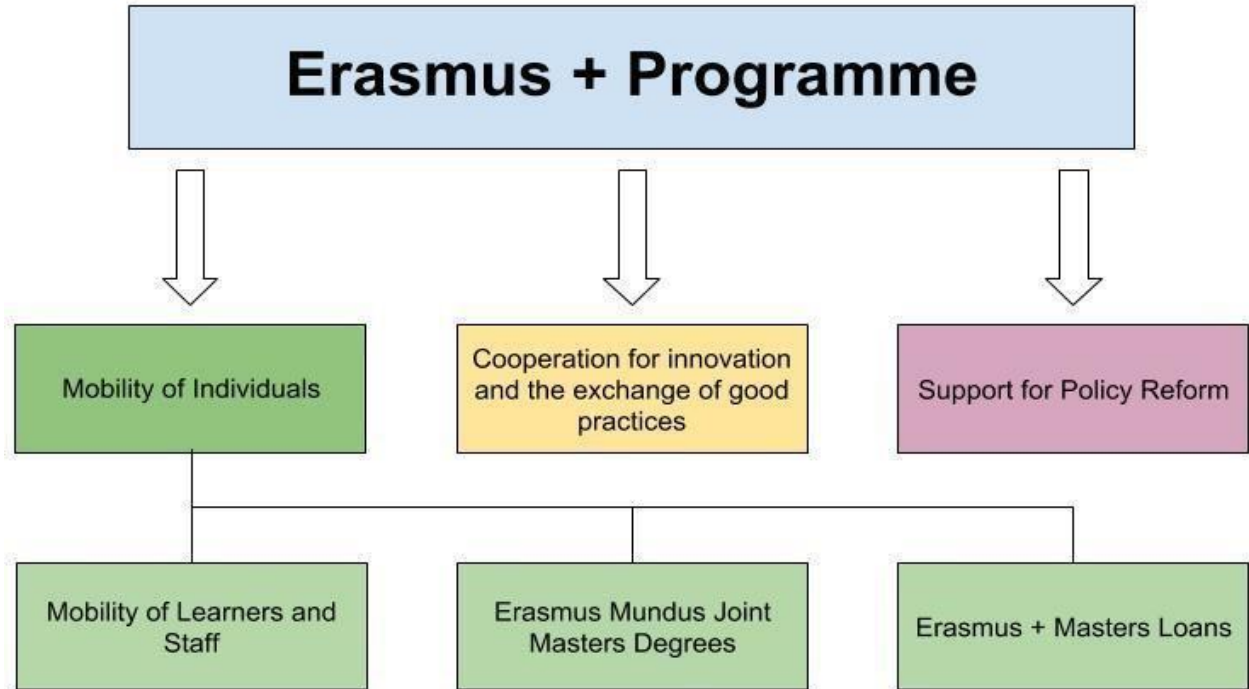 Erasmus + Programme
Mobility of Individuals
Cooperation for innovation
and the exchange of good
practices
Support for Policy Reform
Mobility of Learners and
Staff
Erasmus Mundus Joint
Masters Degrees
Erasmus + Masters Loans